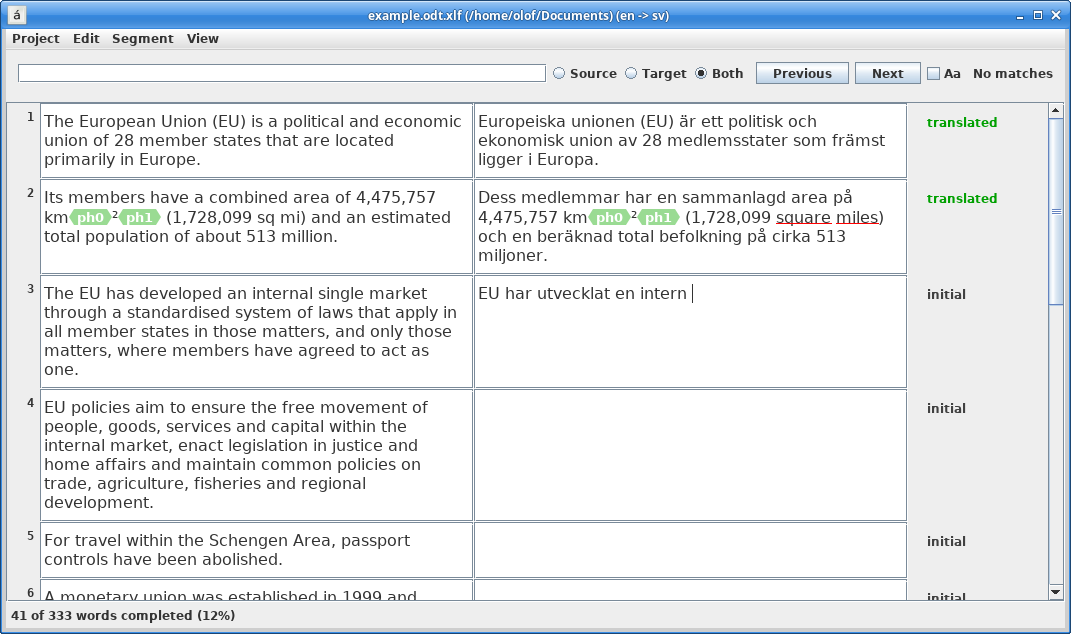 á
example.odt.xlf (/home/olof/Documents) (en -> sv)
Project Edit Segment View
Source Target Both Previous Next Aa No matches
1
The European Union (EU) is a political and economic
union of 28 member states that are located
primarily in Europe.
Europeiska unionen (EU) är ett politisk och
ekonomisk union av 28 medlemsstater som främst
ligger i Europa.
translated
2
Its members have a combined area of 4,475,757
km ph0 ² ph1 (1,728,099 sq mi) and an estimated
total population of about 513 million.
Dess medlemmar har en sammanlagd area på
4,475,757 km ph0 ² ph1 (1,728,099 square miles)
och en beräknad total befolkning på cirka 513
miljoner.
translated
3
The EU has developed an internal single market
through a standardised system of laws that apply in
all member states in those matters, and only those
matters, where members have agreed to act as
one.
EU har utvecklat en intern
initial
4
EU policies aim to ensure the free movement of
people, goods, services and capital within the
internal market, enact legislation in justice and
home affairs and maintain common policies on
trade, agriculture, fisheries and regional
development.
initial
5
For travel within the Schengen Area, passport
controls have been abolished.
initial
6
A monetary union was established in 1999 and
initial
41 of 333 words completed (12%)